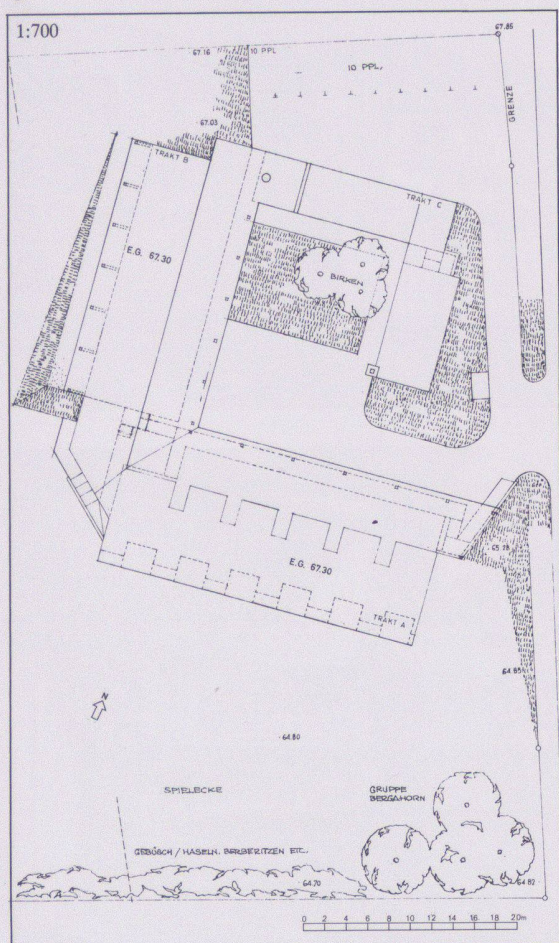 1:700
67.85
67.16
10 PPL
10 PPL,
GRENZE
67.03
TRAKT B
TRAKT C
E.G. 67.30
BIRKEN
E.G. 67.30
65.28
TRAKT A
64.85
N
64.80
SPIELECKE
GRUPPE
BERGAHORN
GEBÜSCH / HASELN. BERBERITZEN ETC.
64.70
64.82
0 2 4 6 8 10 12 14 16 18 20m